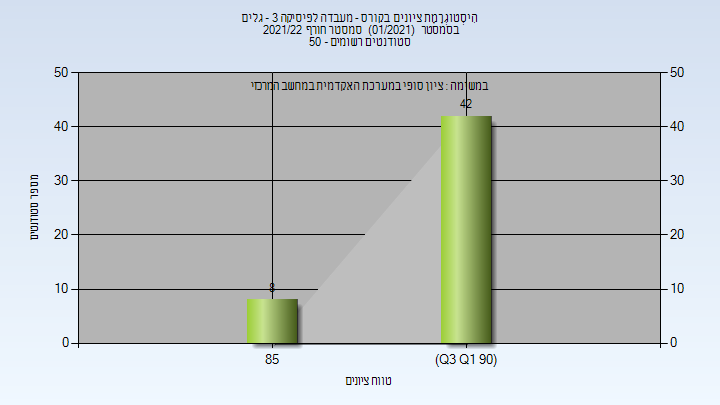 היסטוגרמת ציונים בקורס - מעבדה לפיסיקה 3 - גלים
בסמסטר (01/2021) סמסטר חורף 2021/22
סטודנטים רשומים - 50
במשימה : ציון סופי במערכת האקדמית במחשב המרכזי
50
40
30
20
10
0
50
40
30
20
10
0
מספר סטודנטים
8
42
85
(Q3 Q1 90)
טווח ציונים